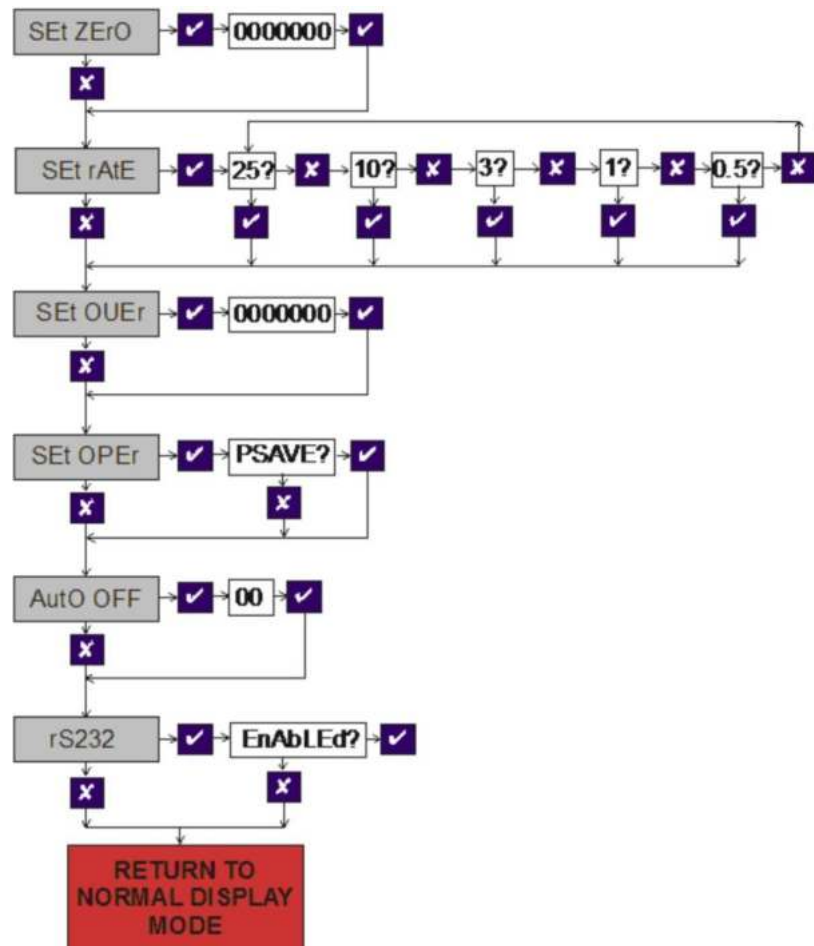 SEt ZErO 0000000
SEt rAtE 25? 10? 3? 1? 0.5?
SEt OUEr 0000000
SEt OPEr PSAVE?
AutO OFF 00
rS232 EnAbLEd?
RETURN TO
NORMAL DISPLAY
MODE